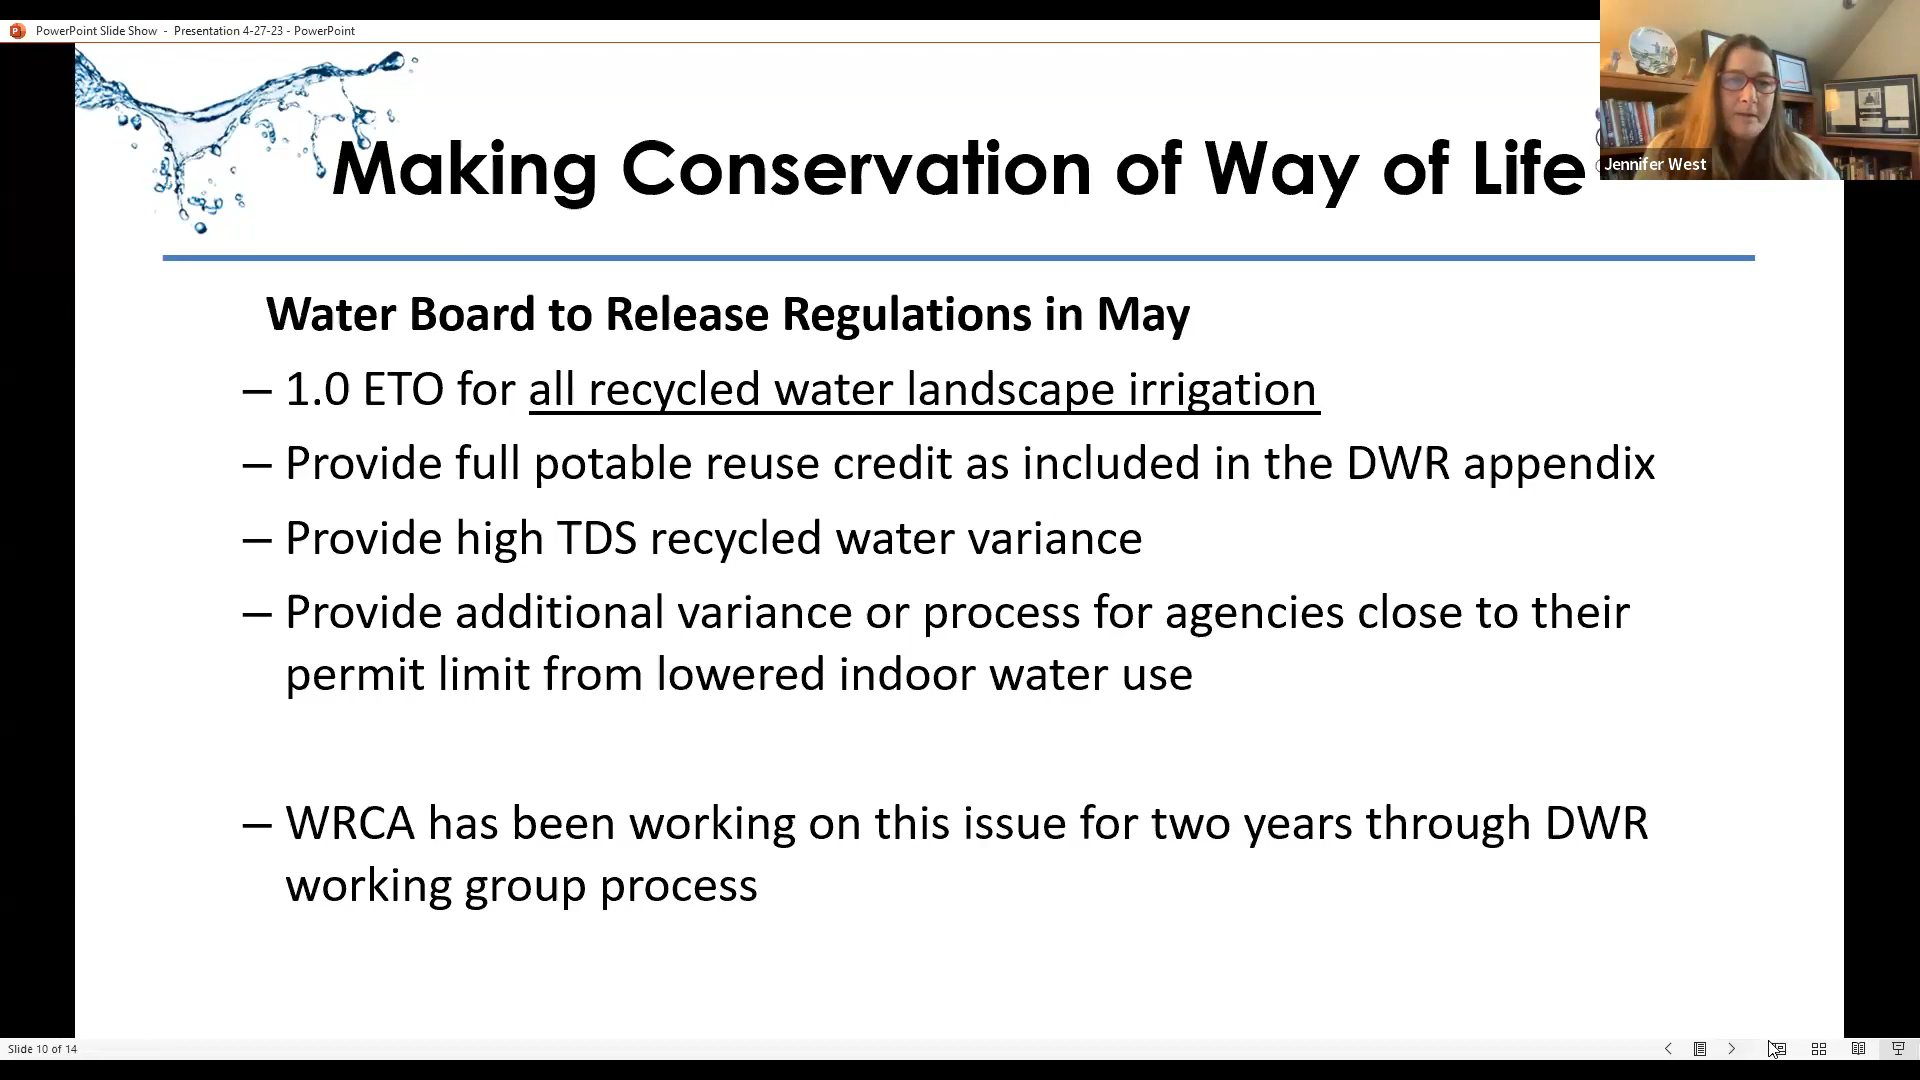 PowerPoint Slide Show - Presentation 4-27-23 - PowerPoint
Jennifer West
Making Conservation of Way of Life
Water Board to Release Regulations in May
– 1.0 ETO for all recycled water landscape irrigation
– Provide full potable reuse credit as included in the DWR appendix
– Provide high TDS recycled water variance
– Provide additional variance or process for agencies close to their
permit limit from lowered indoor water use
– WRCA has been working on this issue for two years through DWR
working group process
Slide 10 of 14